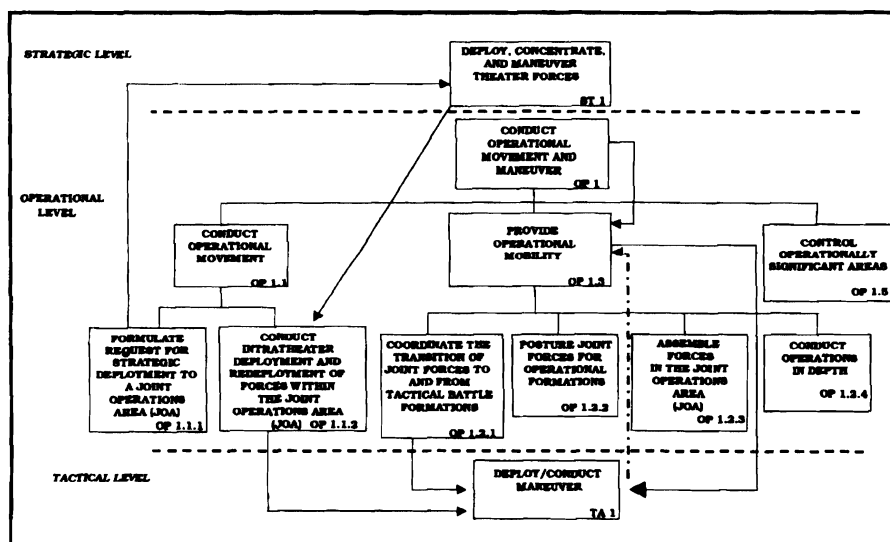 STRATEGIC LEVEL
DEPLOY, CONCENTRATE,
AND MANEUVER
THEATER FORCES
ST 1
CONDUCT
OPERATIONAL
MOVEMENT AND
MANEUVER
OP 1
OPERATIONAL
LEVEL
CONDUCT
OPERATIONAL
MOVEMENT
OP 1.1
PROVIDE
OPERATIONAL
MOBILITY
OP 1.3
CONTROL
OPERATIONALLY
SIGNIFICANT AREAS
OP 1.5
FORMULATE
REQUEST FOR
STRATEGIC
DEPLOYMENT TO
A JOINT
OPERATIONS
AREA (JOA)
OP 1.1.1
CONDUCT
INTRATHEATER
DEPLOYMENT AND
REDEPLOYMENT OF
FORCES WITHIN
THE JOINT
OPERATIONS AREA
(JOA) OP 1.1.2
COORDINATE THE
TRANSITION OF
JOINT FORCES TO
AND FROM
TACTICAL BATTLE
FORMATIONS
OP 1.2.1
POSTURE JOINT
FORCES FOR
OPERATIONAL
FORMATIONS
OP 1.2.2
ASSEMBLE
FORCES
IN THE JOINT
OPERATIONS
AREA (JOA)
OP 1.2.3
CONDUCT
OPERATIONS
IN DEPTH
OP 1.2.4
TACTICAL LEVEL
DEPLOY/CONDUCT
MANEUVER
TA 1